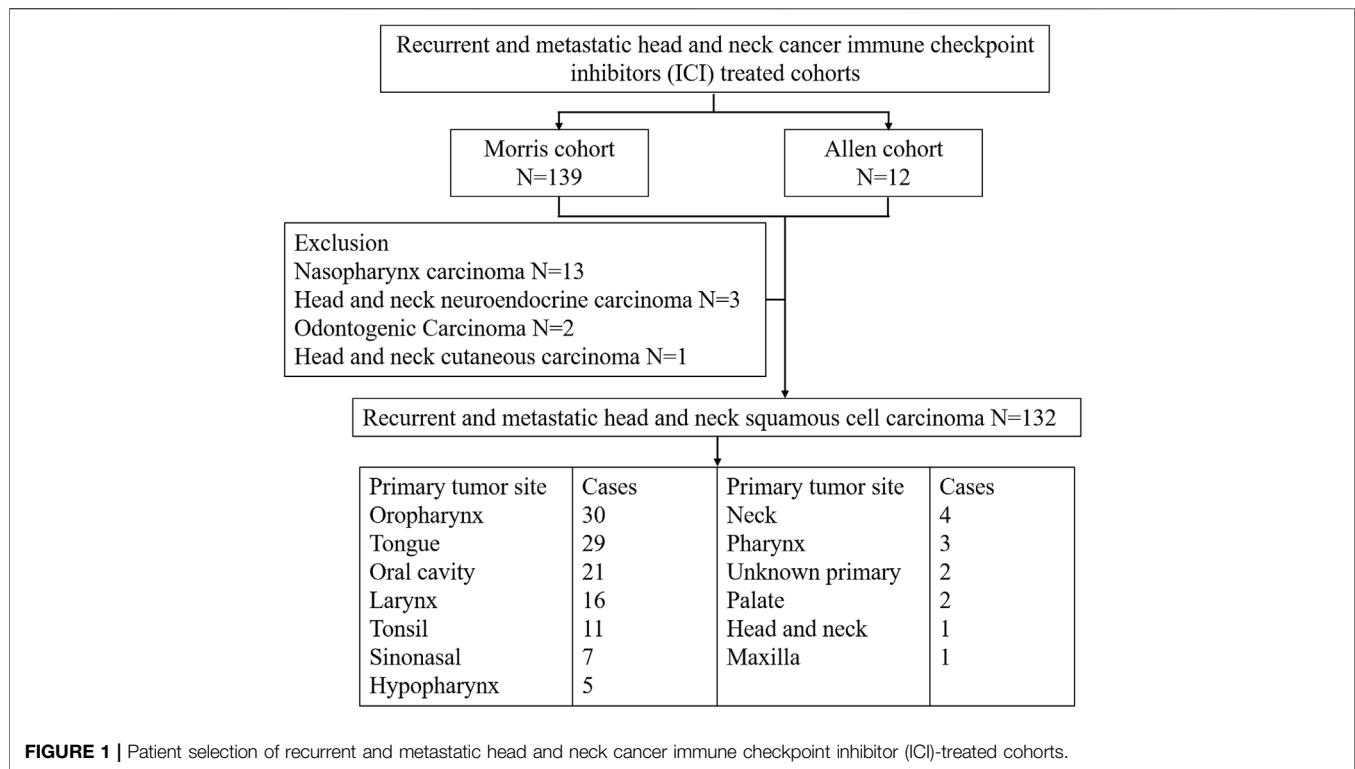 Recurrent and metastatic head and neck cancer immune checkpoint
inhibitors (ICI) treated cohorts
Morris cohort
N=139
Allen cohort
N=12
Exclusion
Nasopharynx carcinoma N=13
Head and neck neuroendocrine carcinoma N=3
Odontogenic Carcinoma N=2
Head and neck cutaneous carcinoma N=1
Recurrent and metastatic head and neck squamous cell carcinoma N=132
Primary tumor site Cases Primary tumor site Cases
Oropharynx 30 Neck 4
Tongue 29 Pharynx 3
Oral cavity 21 Unknown primary 2
Larynx 16 Palate 2
Tonsil 11 Head and neck 1
Sinonasal 7 Maxilla 1
Hypopharynx 5
FIGURE 1 | Patient selection of recurrent and metastatic head and neck cancer immune checkpoint inhibitor (ICI)-treated cohorts.